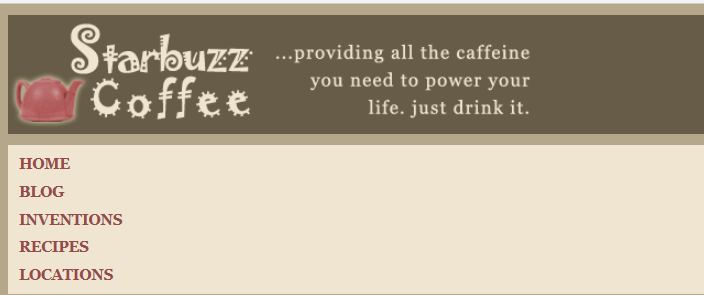 Starbuzz
Coffee
...providing all the caffeine
you need to power your
life. just drink it.
HOME
BLOG
INVENTIONS
RECIPES
LOCATIONS